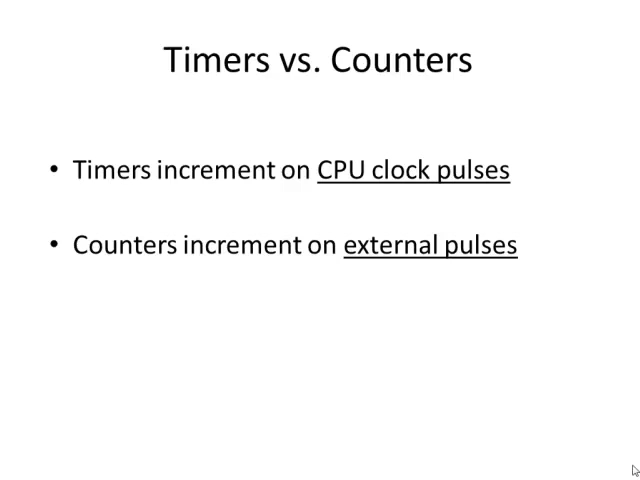 Timers vs. Counters
• Timers increment on CPU clock pulses
• Counters increment on external pulses